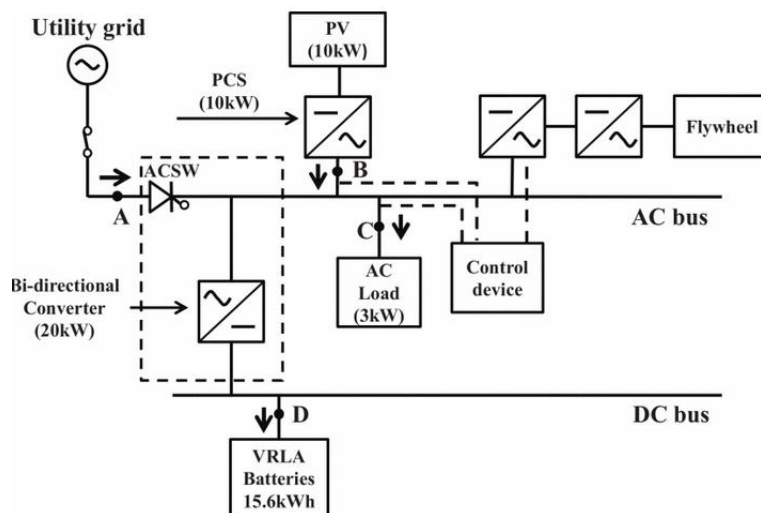 Utility grid
PV
(10kW)
PCS
(10kW)
Flywheel
ACSW
B
A
AC bus
C
Control
device
AC
Load
(3kW)
Bi-directional
Converter
(20kW)
D
DC bus
VRLA
Batteries
15.6kWh